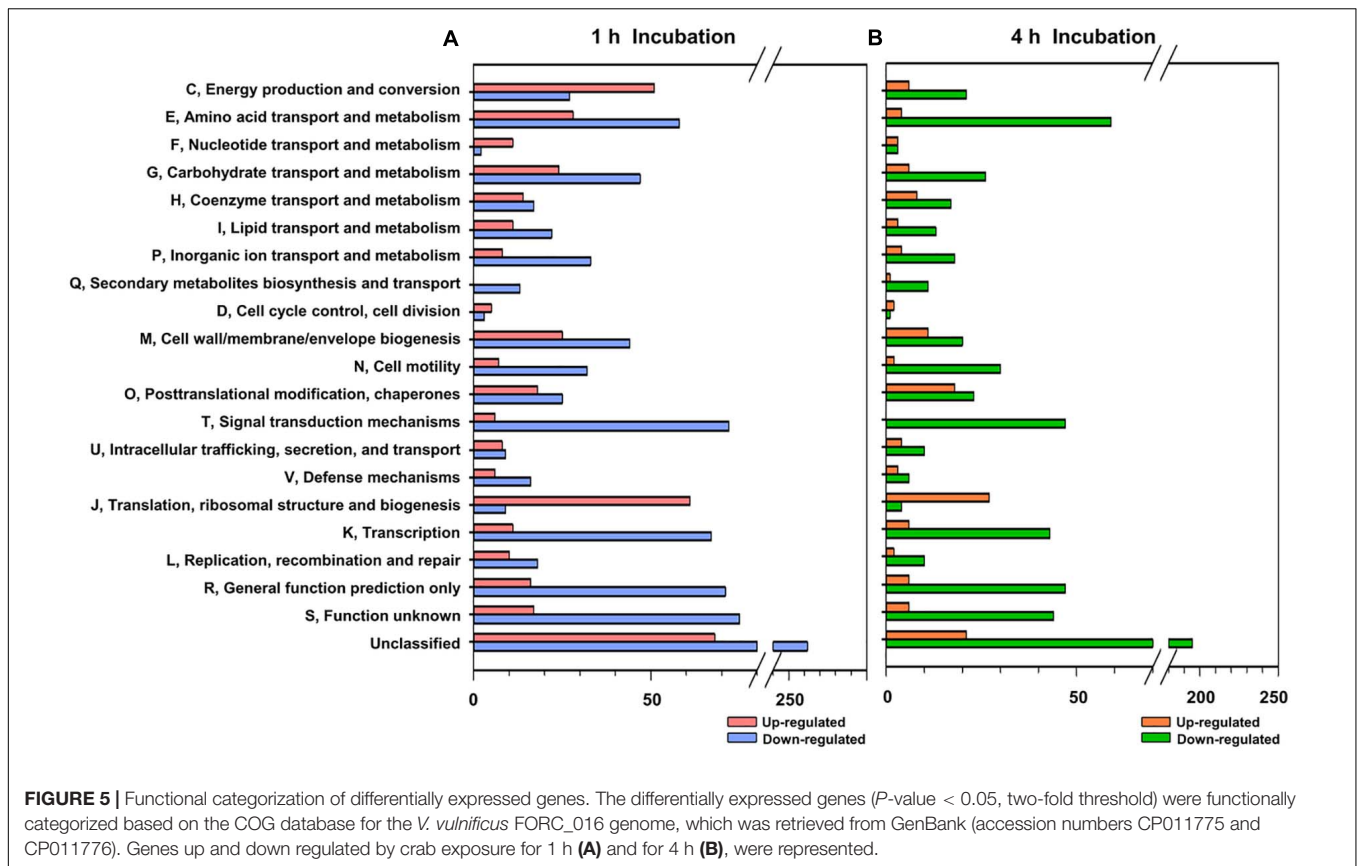 A
1 h Incubation
B
4 h Incubation
C, Energy production and conversion
E, Amino acid transport and metabolism
F, Nucleotide transport and metabolism
G, Carbohydrate transport and metabolism
H, Coenzyme transport and metabolism
I, Lipid transport and metabolism
P, Inorganic ion transport and metabolism
Q, Secondary metabolites biosynthesis and transport
D, Cell cycle control, cell division
M, Cell wall/membrane/envelope biogenesis
N, Cell motility
O, Posttranslational modification, chaperones
T, Signal transduction mechanisms
U, Intracellular trafficking, secretion, and transport
V, Defense mechanisms
J, Translation, ribosomal structure and biogenesis
K, Transcription
L, Replication, recombination and repair
R, General function prediction only
S, Function unknown
Unclassified
0 50 250
0 50 200 250
Up-regulated
Down-regulated
Up-regulated
Down-regulated
FIGURE 5 | Functional categorization of differentially expressed genes. The differentially expressed genes (P-value < 0.05, two-fold threshold) were functionally
categorized based on the COG database for the V. vulnificus FORC_016 genome, which was retrieved from GenBank (accession numbers CP011775 and
CP011776). Genes up and down regulated by crab exposure for 1 h (A) and for 4 h (B), were represented.